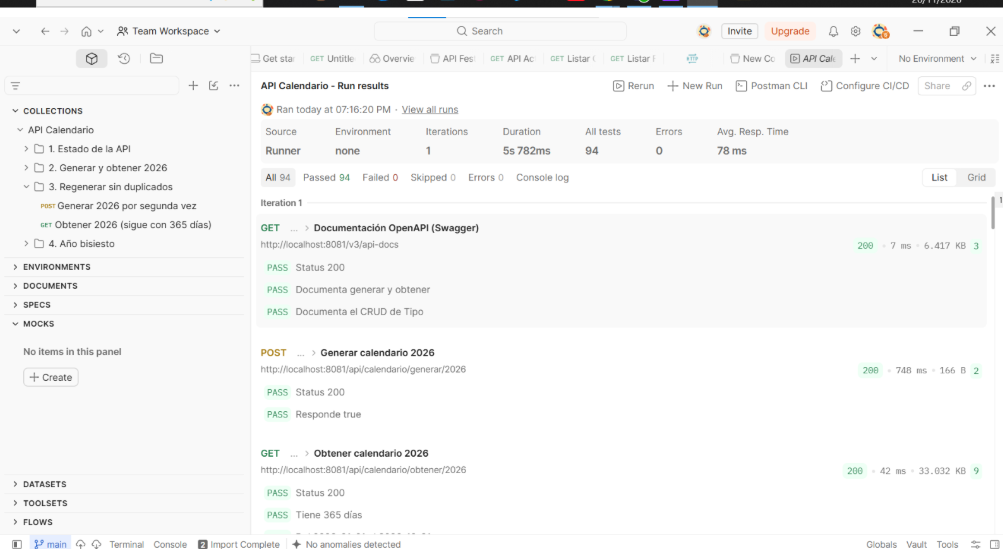 Team Workspace
Search
Invite
Upgrade
GET sta
GET Untitle
Overvie
API Fes
GET API Ac
GET Listar
GET Listar
HTTP
New Cc
API Cale
No Environment
API Calendario - Run results
Rerun
New Run
Postman CLI
Configure CI/CD
Share
COLLECTIONS
API Calendario
1. Estado de la API
2. Generar y obtener 2026
3. Regenerar sin duplicados
POST Generar 2026 por segunda vez
GET Obtener 2026 (sigue con 365 días)
4. Año bisiesto
ENVIRONMENTS
DOCUMENTS
SPECS
MOCKS
No items in this panel
+ Create
DATASETS
TOOLSETS
FLOWS
Ran today at 07:16:20 PM · View all runs
Source Environment Iterations Duration All tests Errors Avg. Resp. Time
Runner none 1 5s 782ms 94 0 78 ms
All 94 Passed 94 Failed 0 Skipped 0 Errors 0 Console log List Grid
Iteration 1
1
GET ... > Documentación OpenAPI (Swagger)
http://localhost:8081/v3/api-docs 200 • 7 ms • 6.417 KB 3
PASS Status 200
PASS Documenta generar y obtener
PASS Documenta el CRUD de Tipo
POST ... > Generar calendario 2026
http://localhost:8081/api/calendario/generar/2026 200 • 748 ms • 166 B 2
PASS Status 200
PASS Responde true
GET ... > Obtener calendario 2026
http://localhost:8081/api/calendario/obtener/2026 200 • 42 ms • 33.032 KB 9
PASS Status 200
PASS Tiene 365 días
main Terminal Console 2 Import Complete No anomalies detected Globals Vault Tools